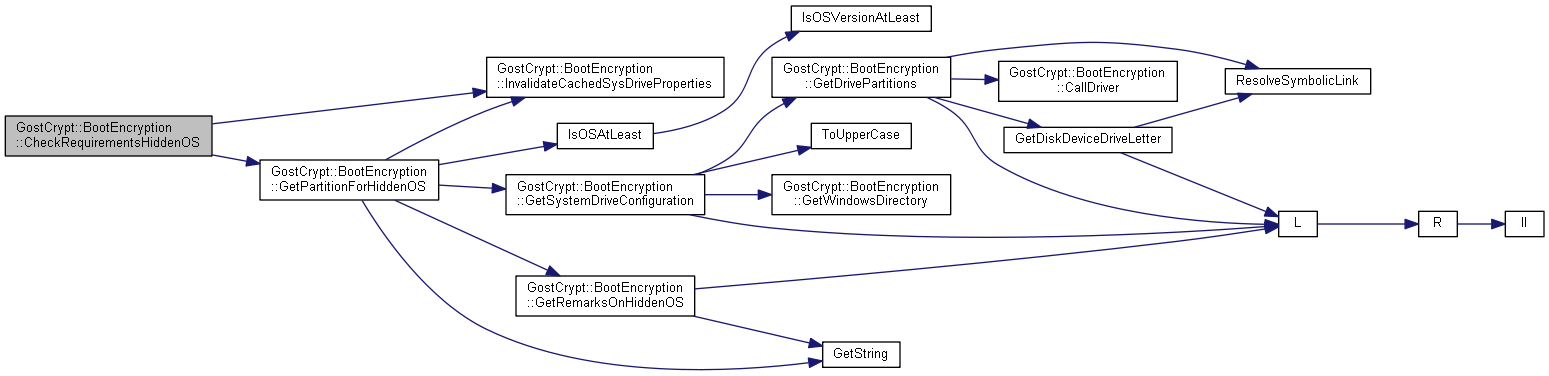 GostCrypt::BootEncryption
::CheckRequirementsHiddenOS
GostCrypt::BootEncryption
::InvalidateCachedSysDriveProperties
GostCrypt::BootEncryption
::GetPartitionForHiddenOS
IsOSAtLeast
IsOSVersionAtLeast
GostCrypt::BootEncryption
::GetSystemDriveConfiguration
GostCrypt::BootEncryption
::GetDrivePartitions
ToUpperCase
GostCrypt::BootEncryption
::GetWindowsDirectory
GostCrypt::BootEncryption
::CallDriver
GetDiskDeviceDriveLetter
ResolveSymbolicLink
L
R
ll
GostCrypt::BootEncryption
::GetRemarksOnHiddenOS
GetString